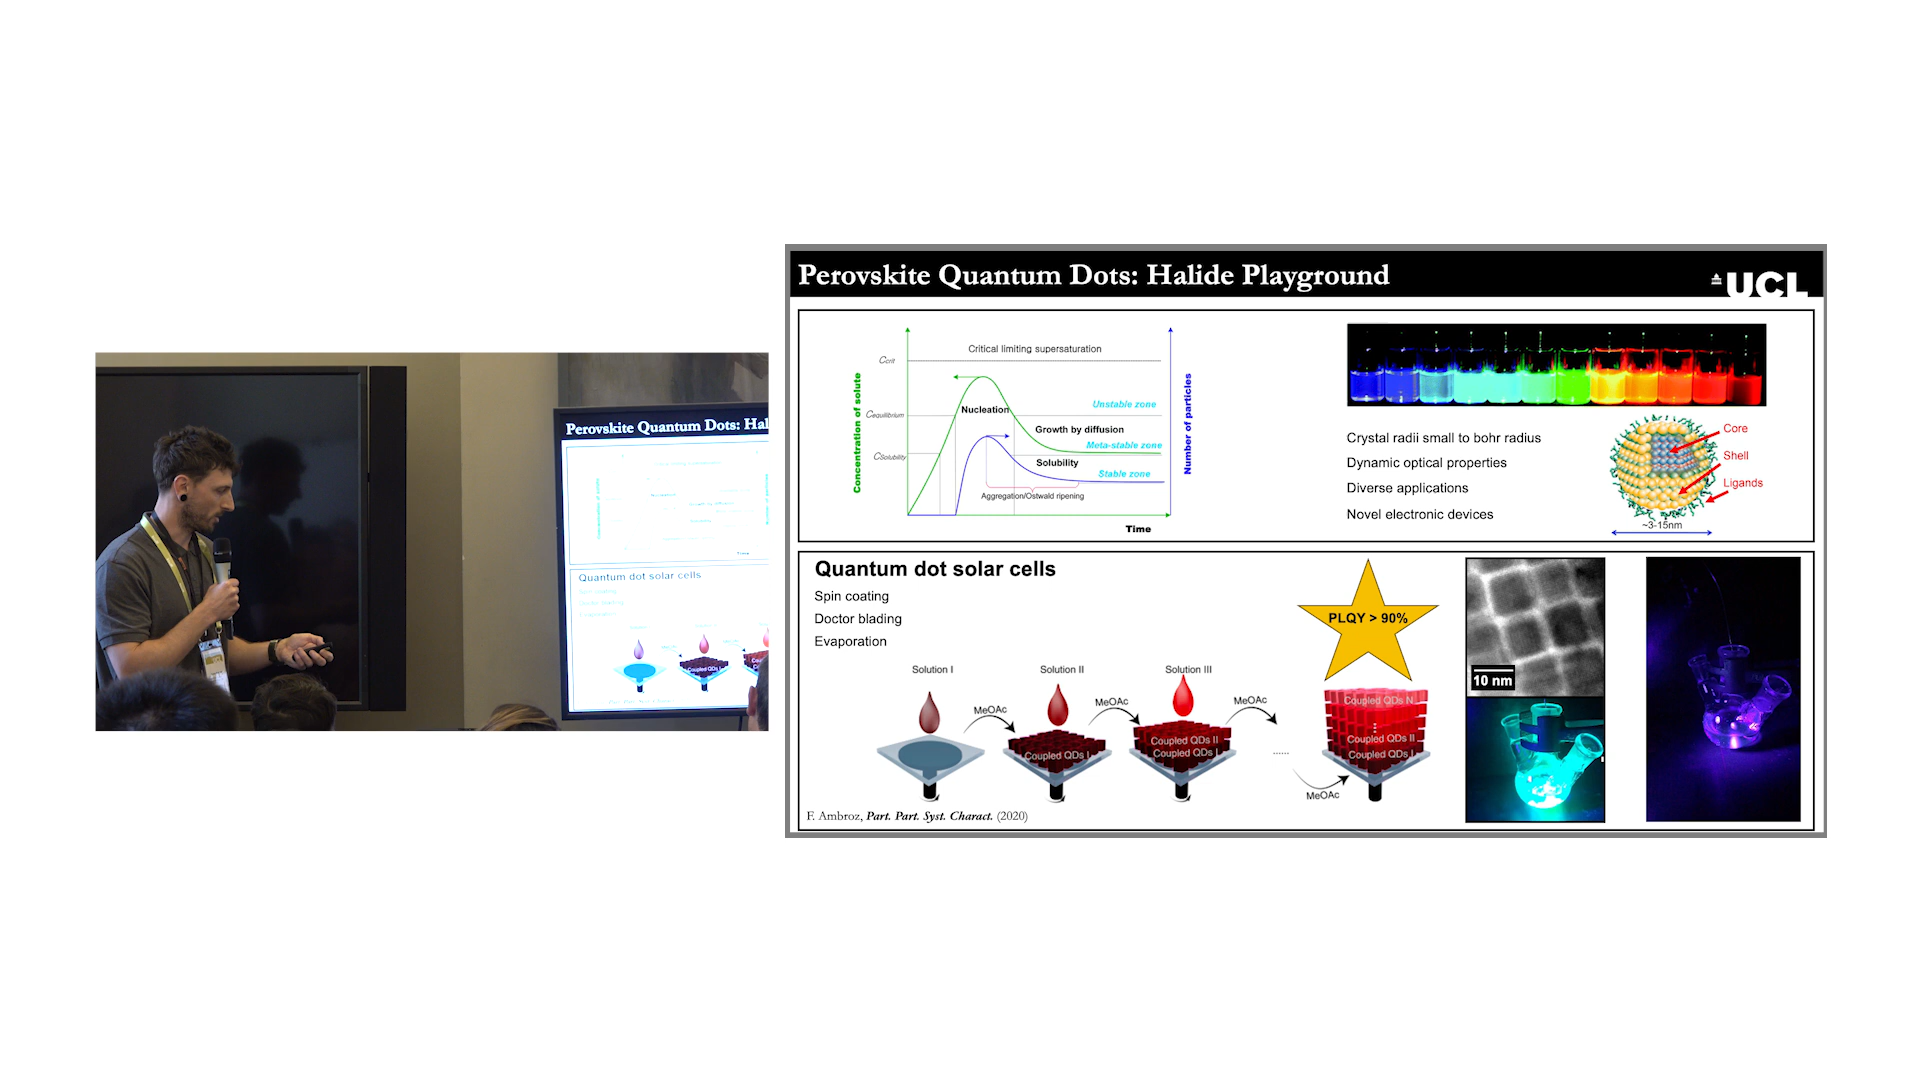 Perovskite Quantum Dots: Hal
Quantum dot solar cells
Coupled QDs I
Perovskite Quantum Dots: Halide Playground
UCL
Concentration of solute
Ccrit
Cequilibrium
CSolubility
Critical limiting supersaturation
Nucleation
Unstable zone
Growth by diffusion
Meta-stable zone
Solubility
Stable zone
Aggregation/Ostwald ripening
Time
Number of particles
Crystal radii small to bohr radius
Dynamic optical properties
Diverse applications
Novel electronic devices
Core
Shell
Ligands
~3-15nm
Quantum dot solar cells
Spin coating
Doctor blading
Evaporation
Solution I
Solution II
Solution III
MeOAc
MeOAc
MeOAc
Coupled QDs I
Coupled QDs II
Coupled QDs I
......
MeOAc
PLQY > 90%
Coupled QDs N
Coupled QDs II
Coupled QDs I
10 nm
F. Ambroz, Part. Part. Syst. Charact. (2020)